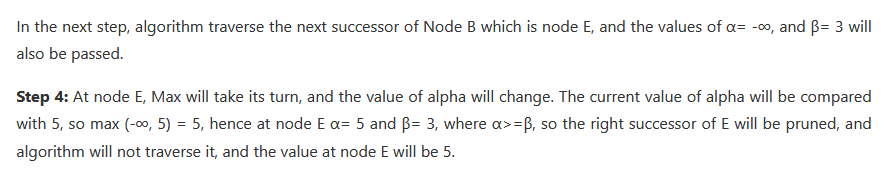 In the next step, algorithm traverse the next successor of Node B which is node E, and the values of α= -∞, and β= 3 will
also be passed.
Step 4: At node E, Max will take its turn, and the value of alpha will change. The current value of alpha will be compared
with 5, so max (-∞, 5) = 5, hence at node E α= 5 and β= 3, where α>=β, so the right successor of E will be pruned, and
algorithm will not traverse it, and the value at node E will be 5.